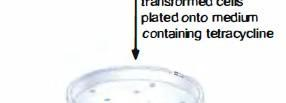 transformed cells
plated onto medium
containing tetracycline